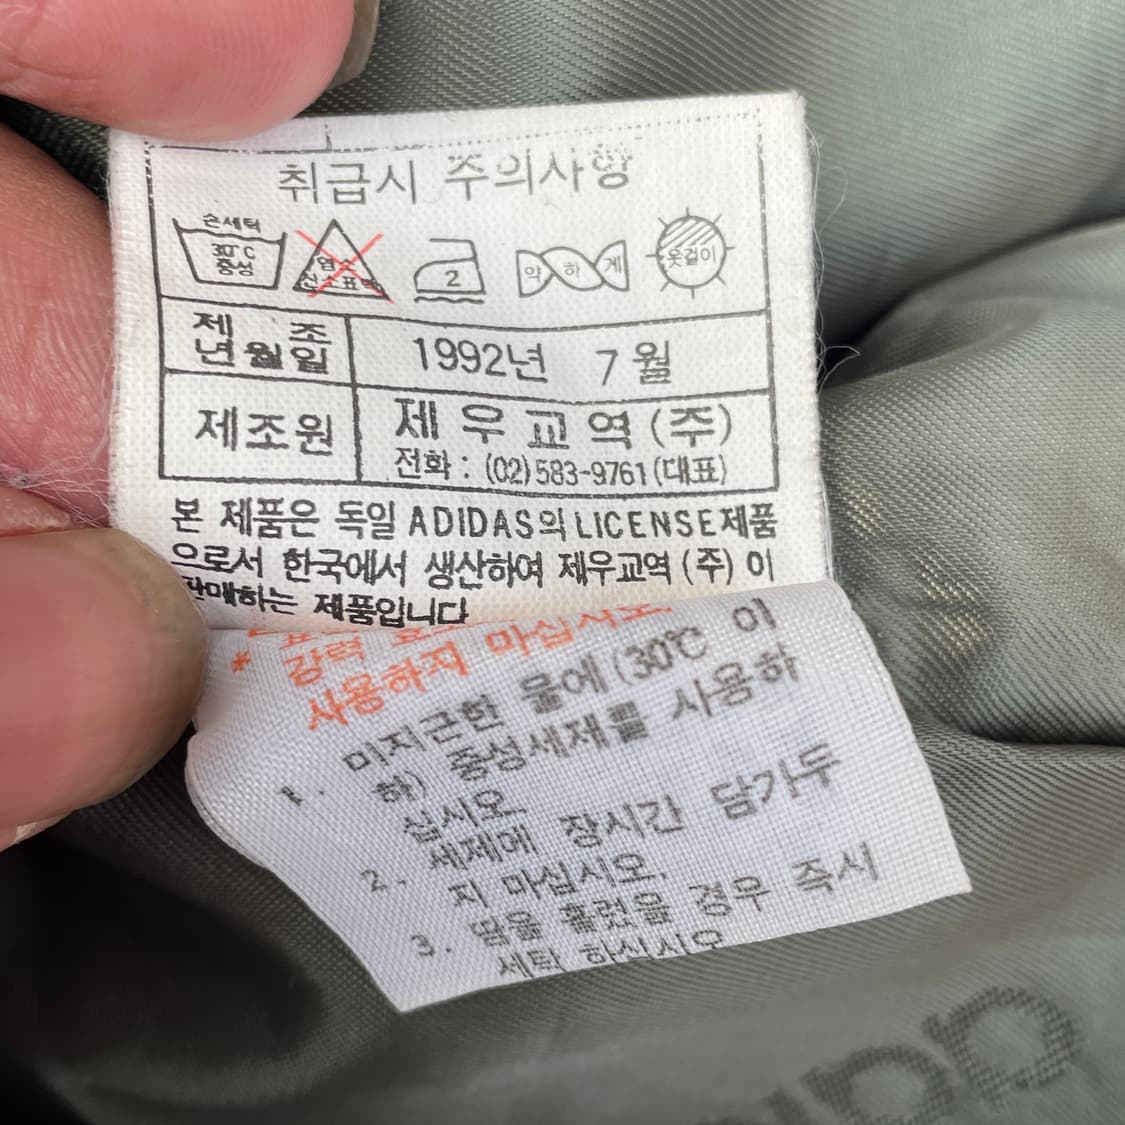 취급시 주의사항
손세탁
30°C
중성
염소
산소표백
2
약하게
옷걸이
제 조
년월일
1992년 7월
제조원
제우교역(주)
전화 : (02)583-9761(대표)
본 제품은 독일 ADIDAS의 LICENSE제품
으로서 한국에서 생산하여 제우교역(주)이
판매하는 제품입니다
*
강력
사용하지 마십시오.
1. 미지근한 물에(30℃ 이
하) 중성세제를 사용하
십시오.
2. 세제에 장시간 담가두
지 마십시오.
3. 땀을 흘렸을 경우 즉시
세탁 하십시오